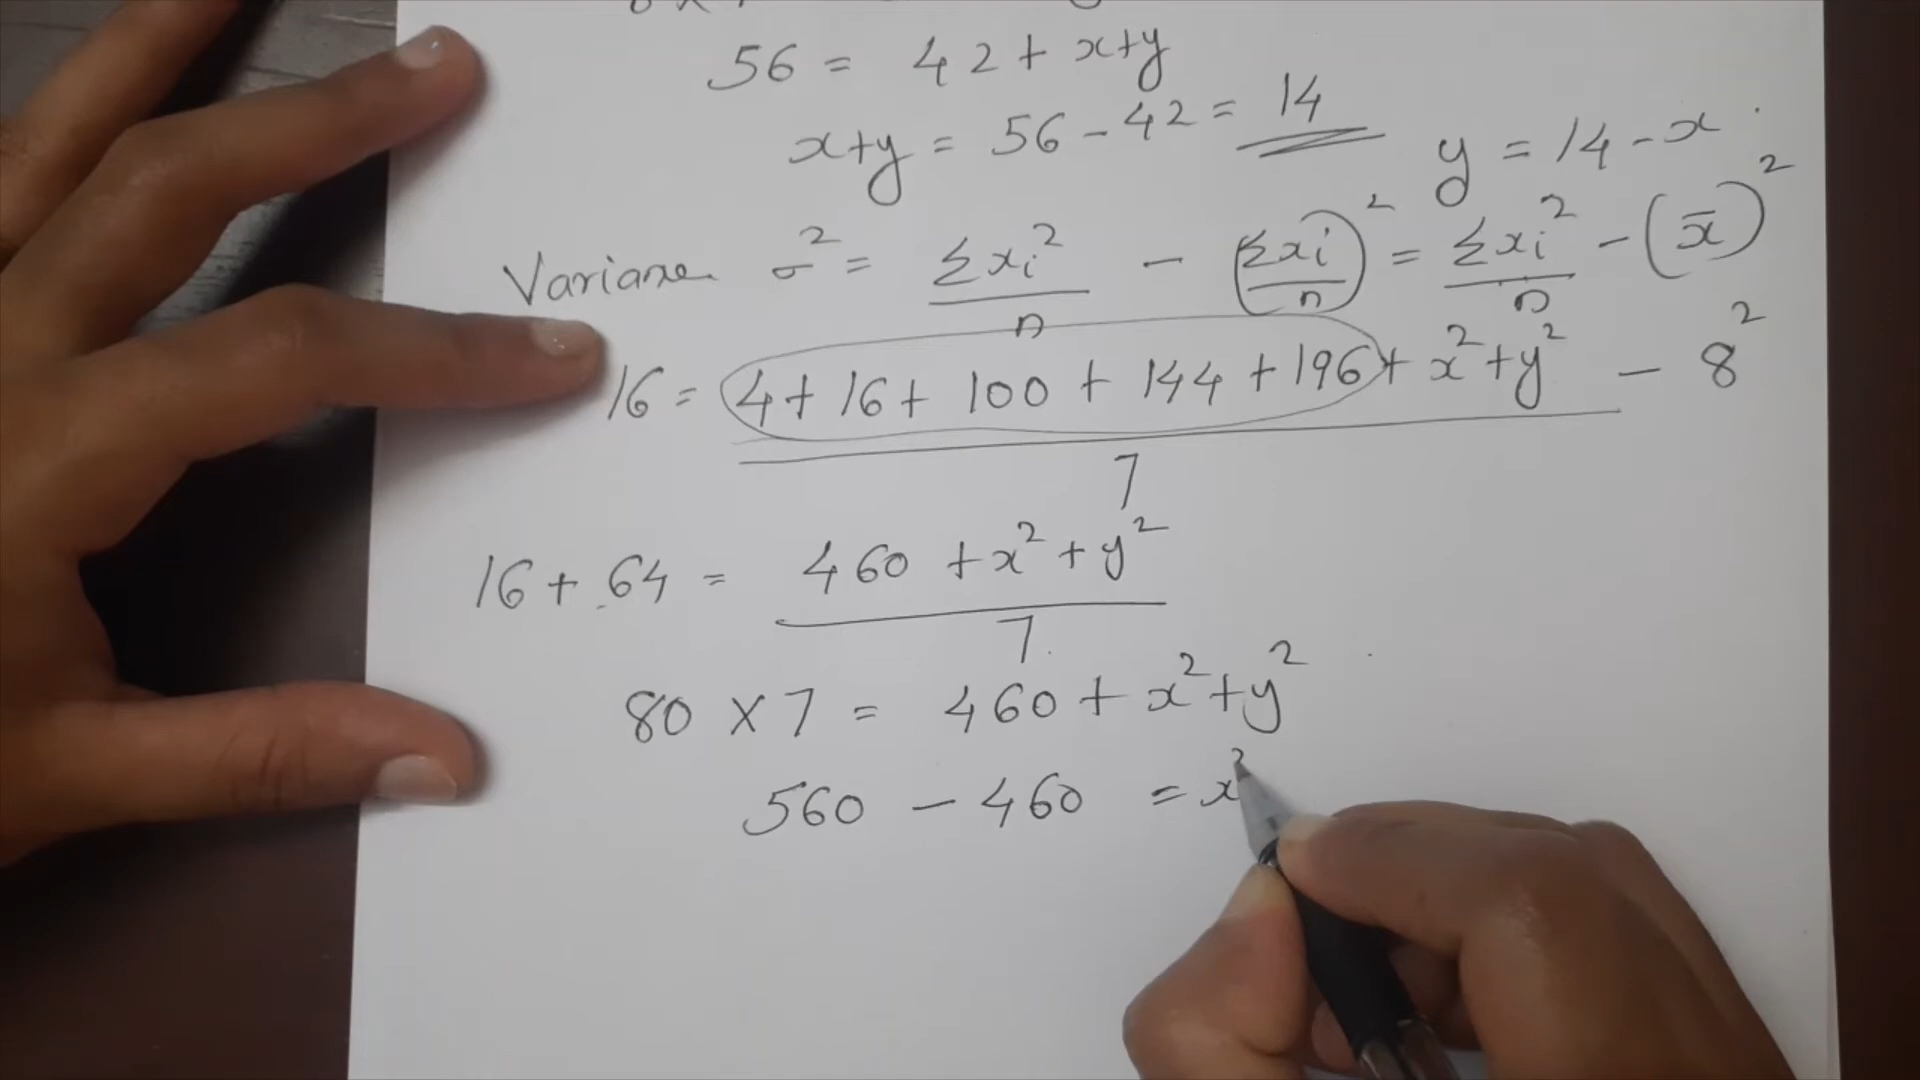 56 = 42 + x+y
x+y = 56 - 42 = 14
y = 14 - x
Variance σ² = Σxi²/n - (Σxi/n)² = Σxi²/n - (x̄)²
16 = 4 + 16 + 100 + 144 + 196 + x² + y² / 7 - 8²
16 + 64 = 460 + x² + y² / 7
80 × 7 = 460 + x² + y²
560 - 460 = x²